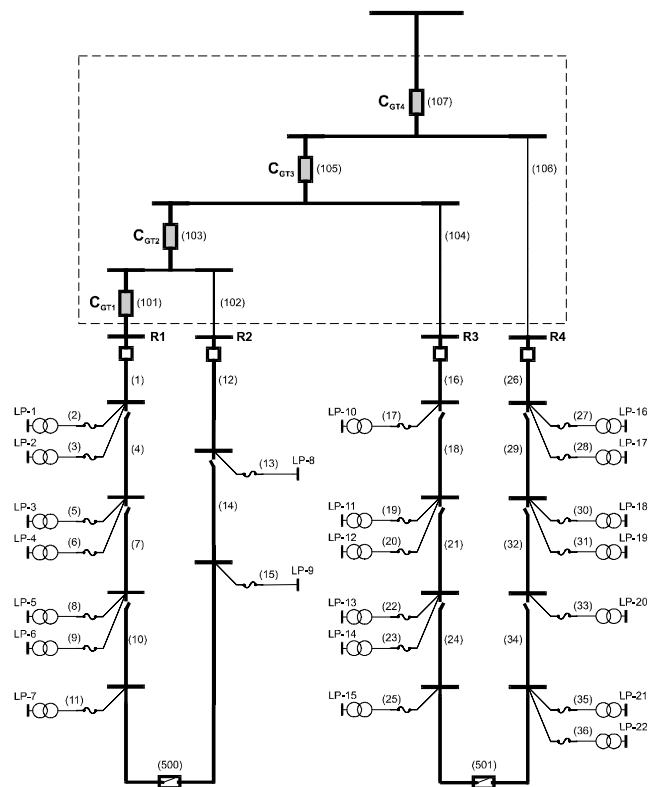 C_GT4 (107)
C_GT3 (105) (106)
C_GT2 (103) (104)
C_GT1 (101) (102)
R1 R2 R3 R4
(1) (12) (16) (26)
LP-1 (2) LP-10 (17) (27) LP-16
LP-2 (3) (4) (18) (29) (28) LP-17
(13) LP-8
LP-3 (5) (14) LP-11 (19) (30) LP-18
LP-4 (6) (7) LP-12 (20) (21) (32) (31) LP-19
(15) LP-9
LP-5 (8) LP-13 (22) (33) LP-20
LP-6 (9) (10) LP-14 (23) (24) (34)
LP-7 (11) LP-15 (25) (35) LP-21
(36) LP-22
(500) (501)